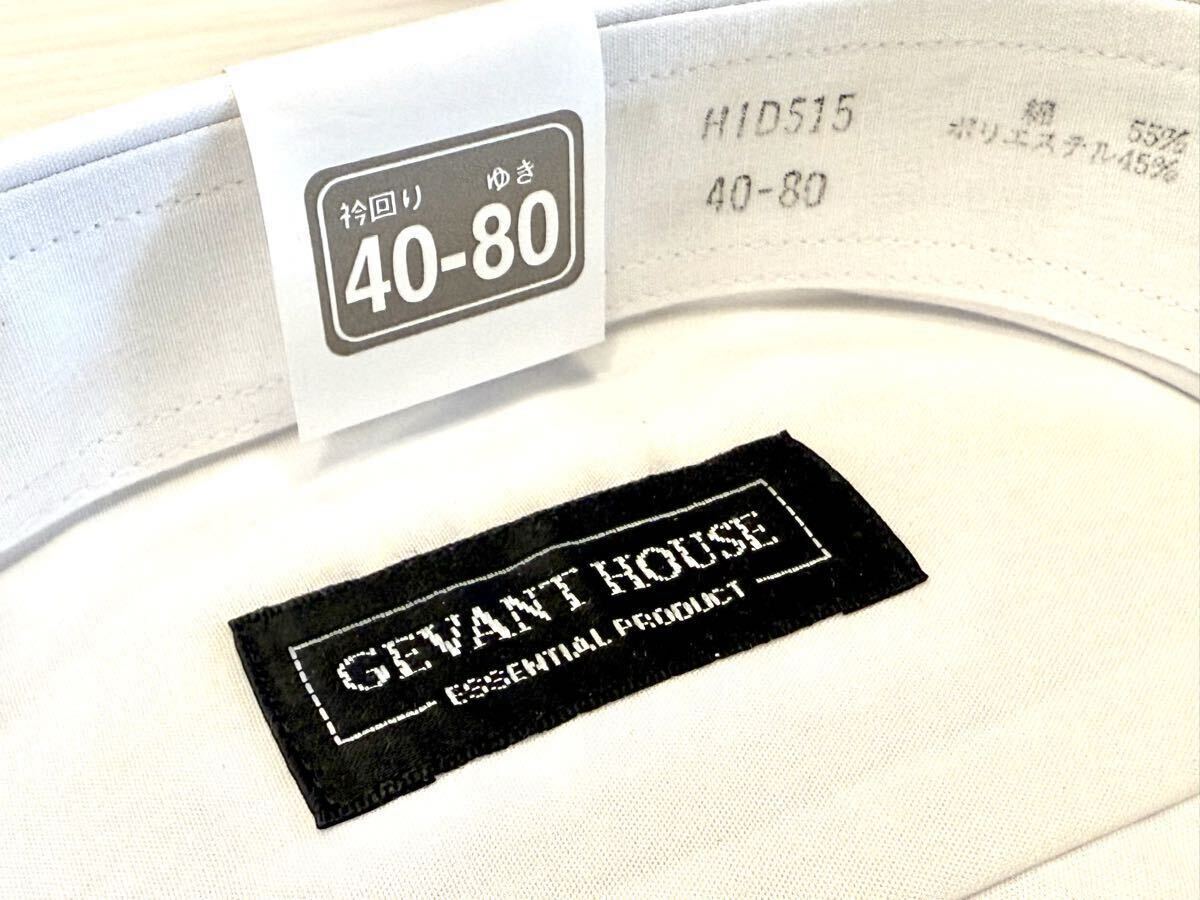 衿回り ゆき
40-80
HID515
40-80
綿 55%
ポリエステル45%
GEVANT HOUSE
ESSENTIAL PRODUCT